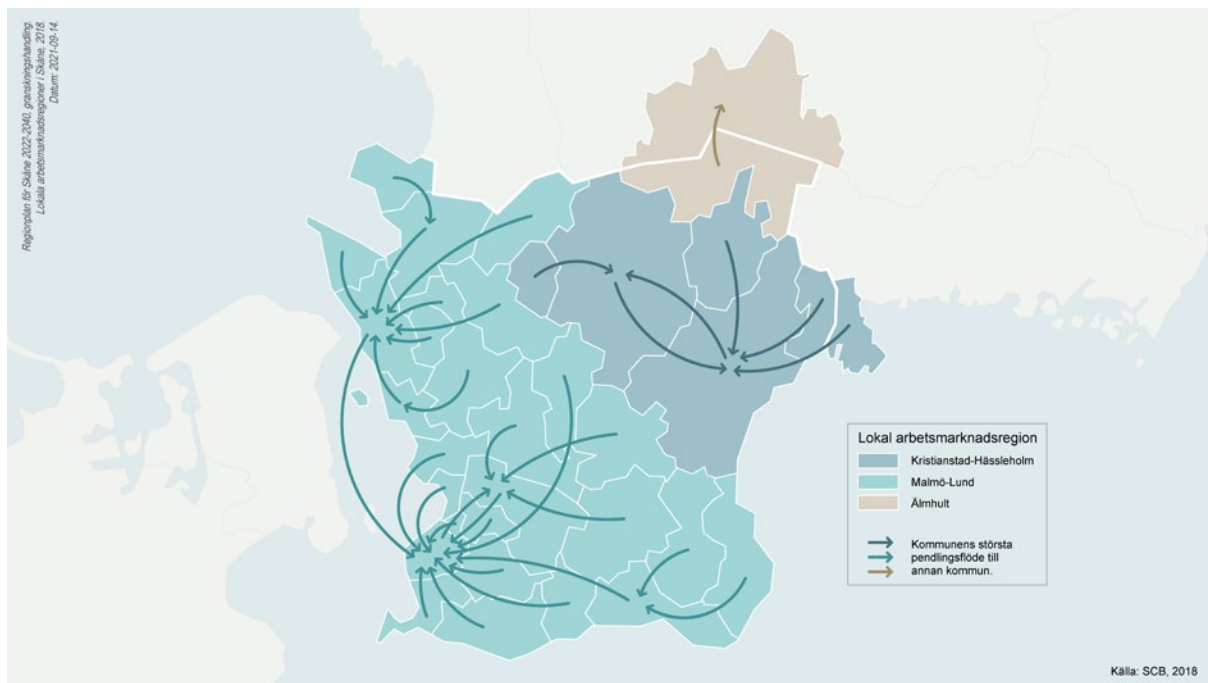 Regionplan för Skåne 2022-2040, granskningshandling.
Lokala arbetsmarknadsregioner i Skåne, 2018.
Datum: 2021-09-14.
Lokal arbetsmarknadsregion
Kristianstad-Hässleholm
Malmö-Lund
Älmhult
Kommunens största
pendlingsflöde till
annan kommun.
Källa: SCB, 2018